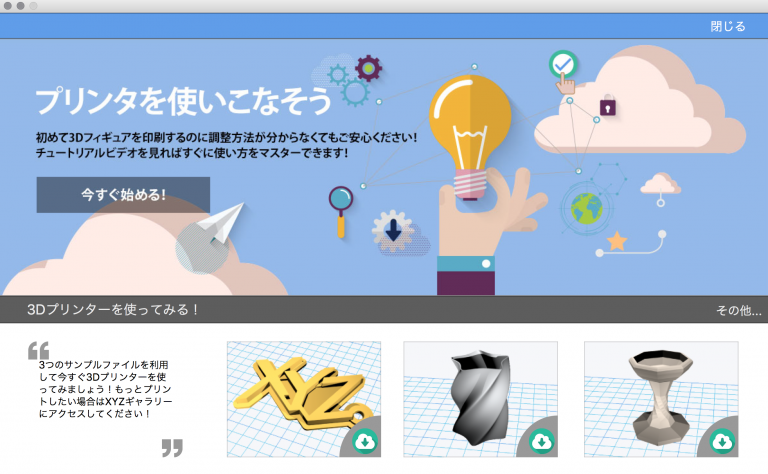 閉じる
プリンタを使いこなそう
初めて3Dフィギュアを印刷するのに調整方法が分からなくてもご安心ください!
チュートリアルビデオを見ればすぐに使い方をマスターできます!
今すぐ始める!
3Dプリンターを使ってみる！
その他...
3つのサンプルファイルを利用
して今すぐ3Dプリンターを使
ってみましょう！もっとプリン
トしたい場合はXYZギャラリー
にアクセスしてください！
XYZ